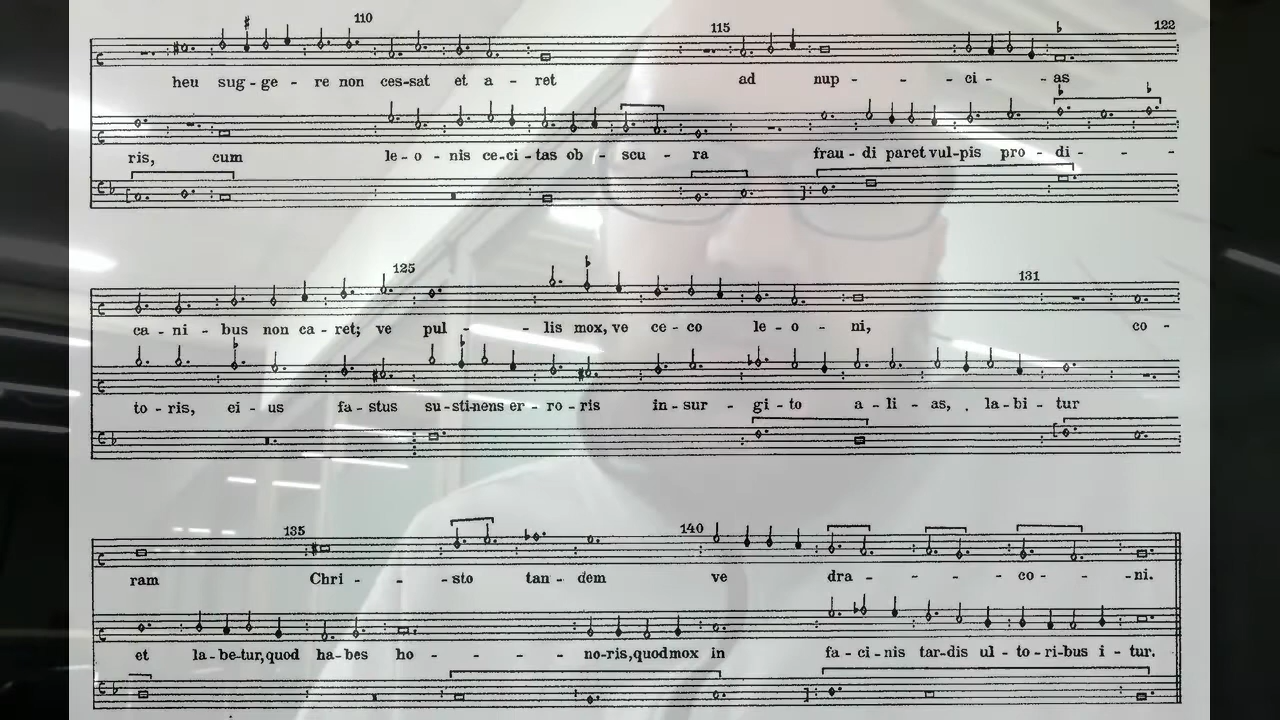 110 115 122
heu sug-ge - re non ces-sat et a - ret ad nup - - - ci - - as
ris, cum le-o - nis ce-ci-tas ob - scu - ra frau-di paret vul-pis pro - di- - - -
125 131
ca - ni - bus non ca - ret; ve pul - - lis mox, ve ce - co le - o - ni, co -
to - ris, ei - us fa-stus su-sti-nens er - ro - ris in-sur - gi - to a - li - as, . la-bi - tur
135 140
ram Chri - - - -sto tan - dem ve dra - - - - co - - -ni.
et la-be-tur, quod ha-bes ho - - - - no-ris, quod mox in fa - ci - nis tar-dis ul - to - ri-bus i - tur.